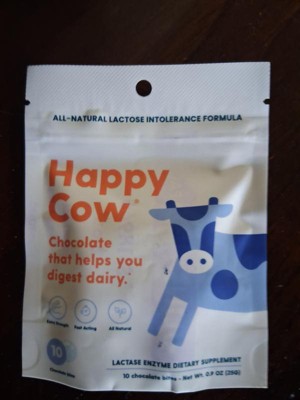 ALL-NATURAL LACTOSE INTOLERANCE FORMULA
Happy
Cow
Chocolate
that helps you
digest dairy.
Fast Acting
All Natural
10
LACTASE ENZYME DIETARY SUPPLEMENT
10 chocolate bites - Net Wt. 0.9 OZ (25G)